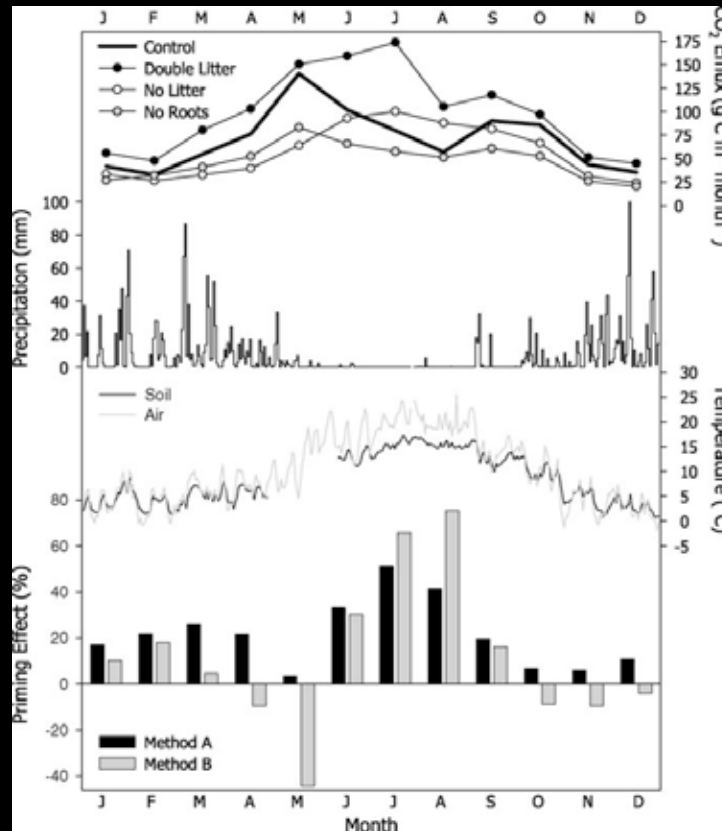 J F M A M J J A S O N D
Control
Double Litter
No Litter
No Roots
175
150
125
100
75
50
25
0
Precipitation (mm)
100
80
60
40
20
0
Soil
Air
30
25
20
15
10
5
0
-5
Temperature (°C)
Priming Effect (%)
80
60
40
20
0
-20
-40
Method A
Method B
J F M A M J J A S O N D
Month